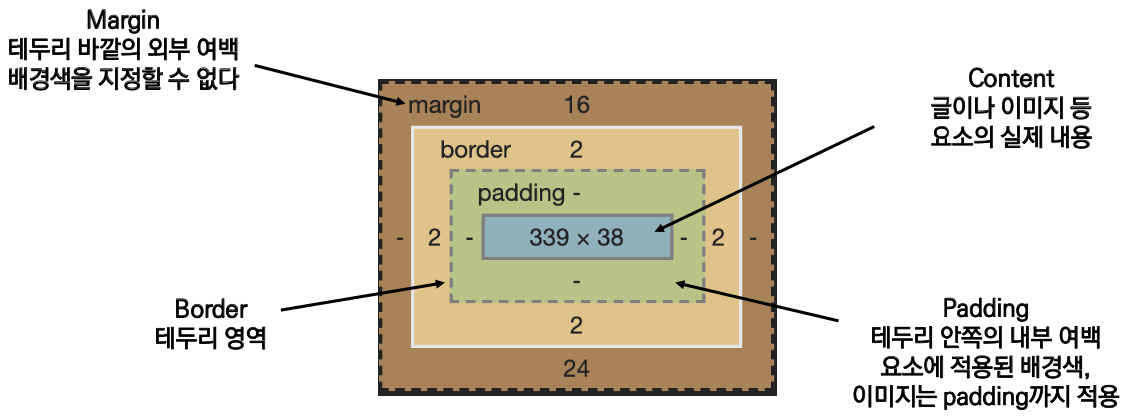 Margin
테두리 바깥의 외부 여백
배경색을 지정할 수 없다
Content
글이나 이미지 등
요소의 실제 내용
margin 16
border 2
padding -
- 2 - 339 × 38 - 2 -
-
2
24
Border
테두리 영역
Padding
테두리 안쪽의 내부 여백
요소에 적용된 배경색,
이미지는 padding까지 적용